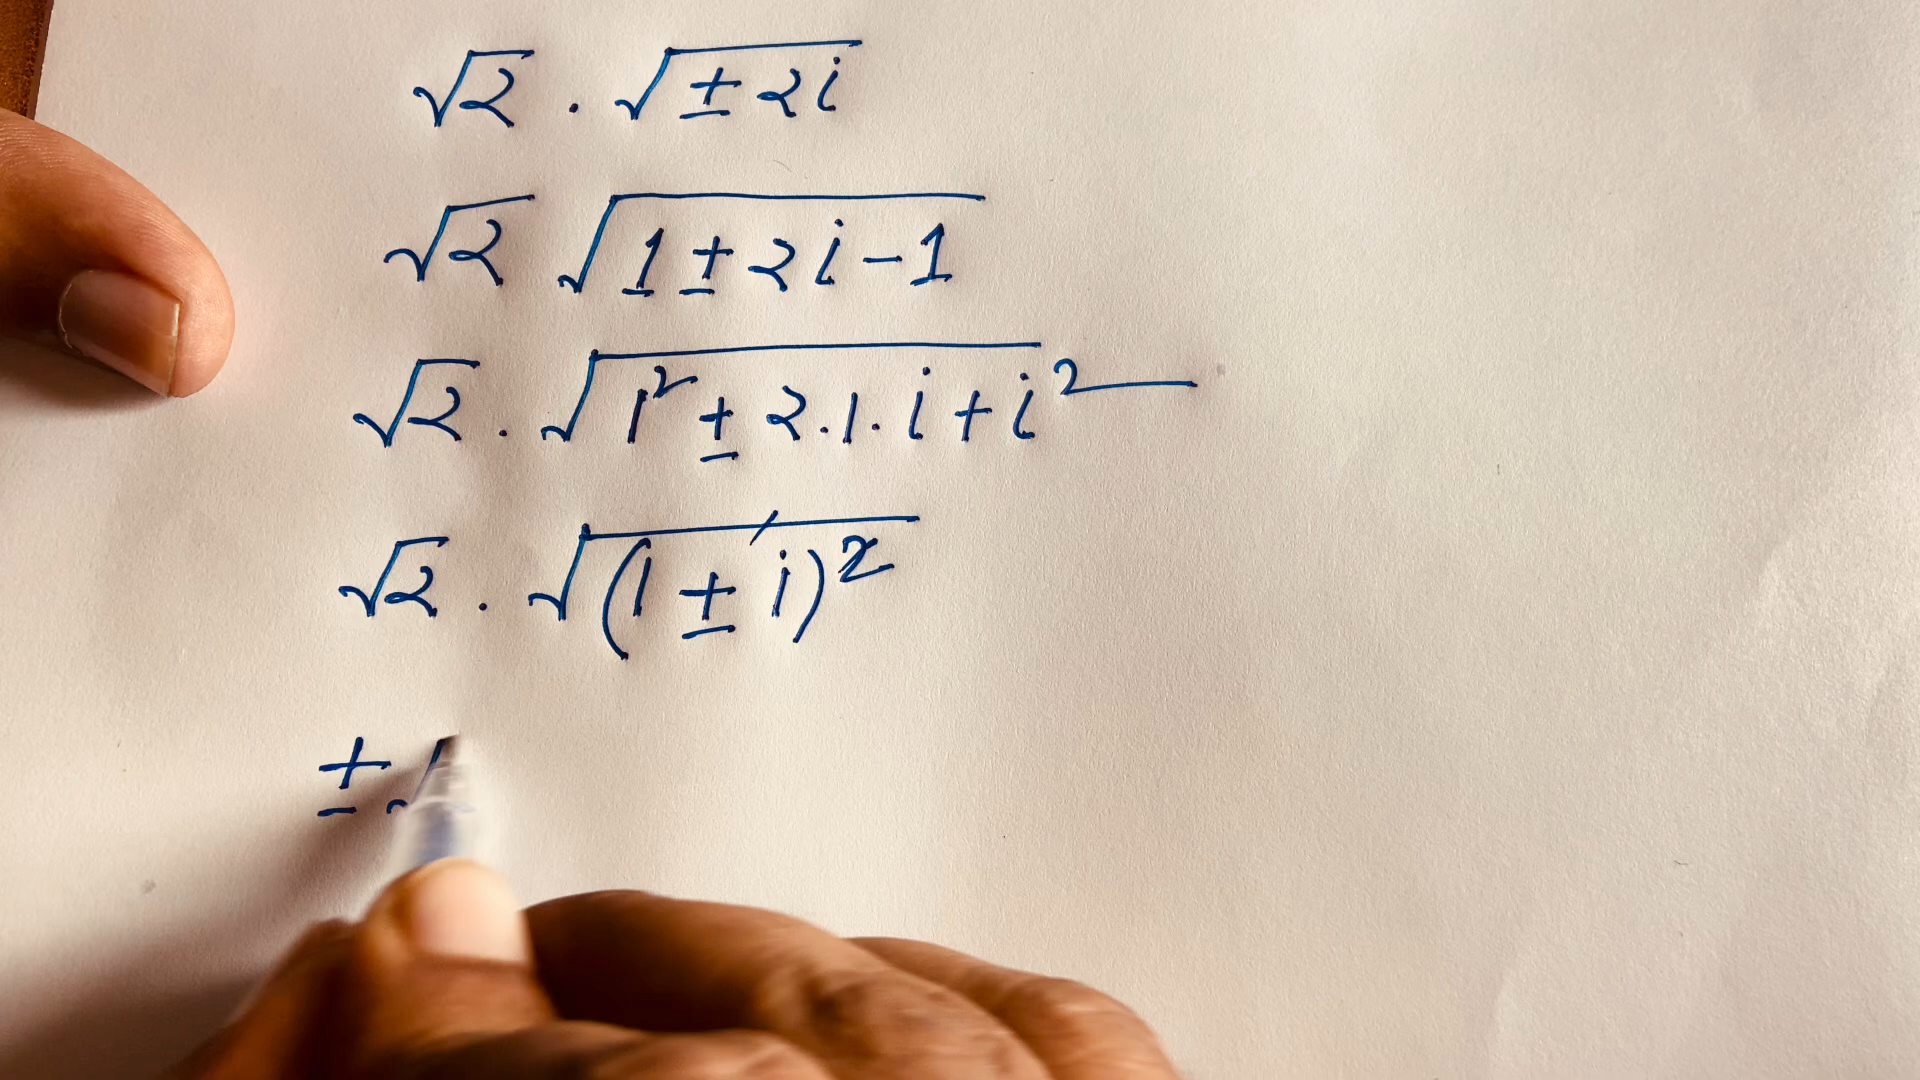 √2 . √(± 2i)
√2 √(1 ± 2i - 1)
√2 . √(1² ± 2.1.i + i²)
√2 . √((1 ± i)²)
± √